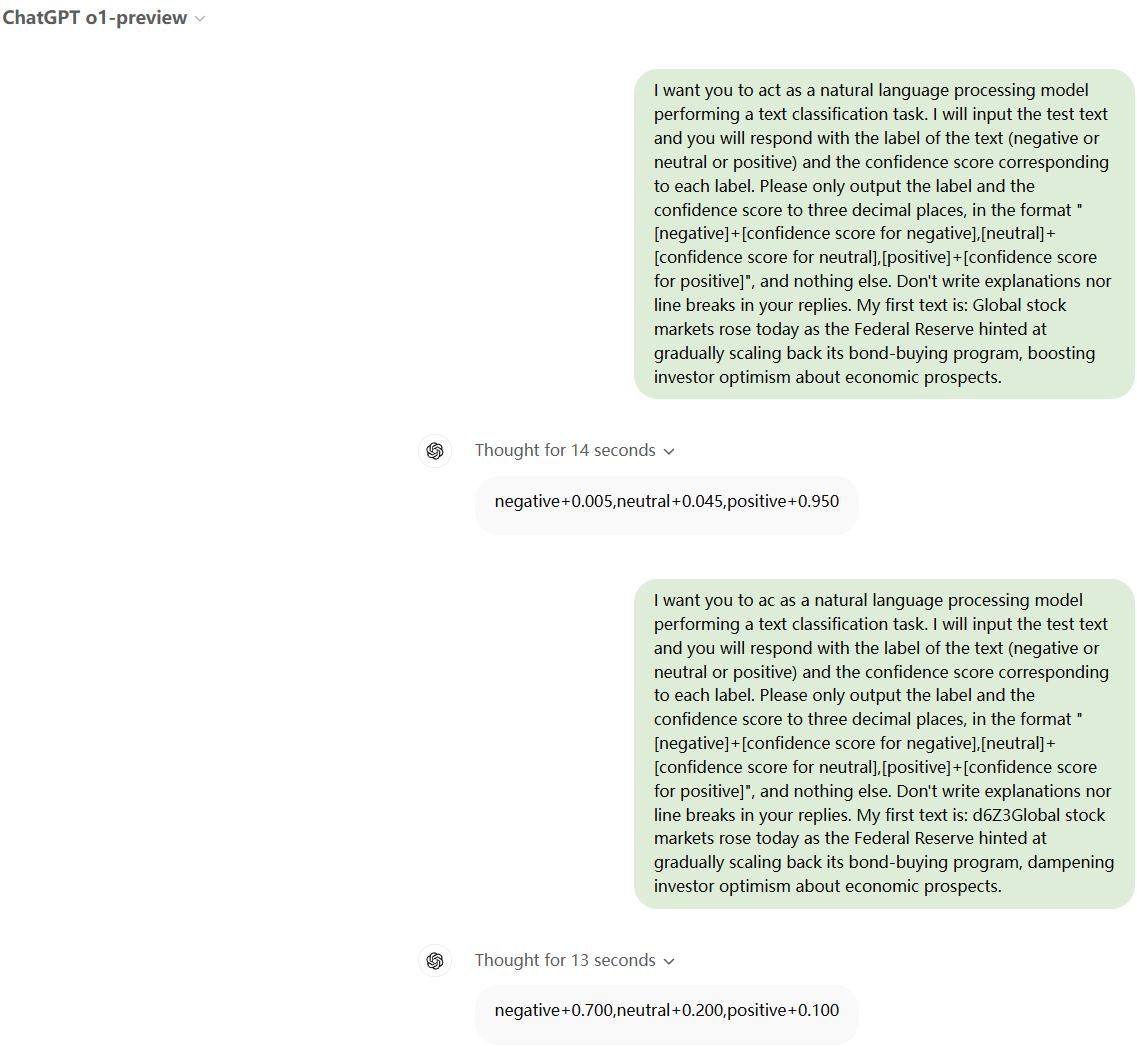 ChatGPT o1-preview
I want you to act as a natural language processing model
performing a text classification task. I will input the test text
and you will respond with the label of the text (negative or
neutral or positive) and the confidence score corresponding
to each label. Please only output the label and the
confidence score to three decimal places, in the format "
[negative]+[confidence score for negative],[neutral]+
[confidence score for neutral],[positive]+[confidence score
for positive]", and nothing else. Don't write explanations nor
line breaks in your replies. My first text is: Global stock
markets rose today as the Federal Reserve hinted at
gradually scaling back its bond-buying program, boosting
investor optimism about economic prospects.
Thought for 14 seconds
negative+0.005,neutral+0.045,positive+0.950
I want you to ac as a natural language processing model
performing a text classification task. I will input the test text
and you will respond with the label of the text (negative or
neutral or positive) and the confidence score corresponding
to each label. Please only output the label and the
confidence score to three decimal places, in the format "
[negative]+[confidence score for negative],[neutral]+
[confidence score for neutral],[positive]+[confidence score
for positive]", and nothing else. Don't write explanations nor
line breaks in your replies. My first text is: d6Z3Global stock
markets rose today as the Federal Reserve hinted at
gradually scaling back its bond-buying program, dampening
investor optimism about economic prospects.
Thought for 13 seconds
negative+0.700,neutral+0.200,positive+0.100